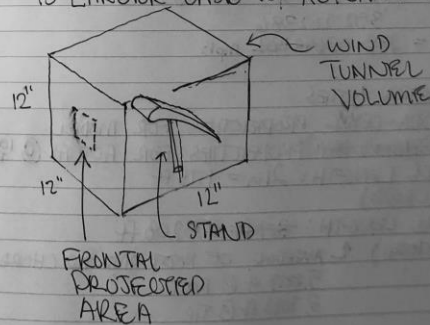 WIND
TUNNEL
VOLUME
12"
12"
12"
STAND
FRONTAL
PROJECTED
AREA